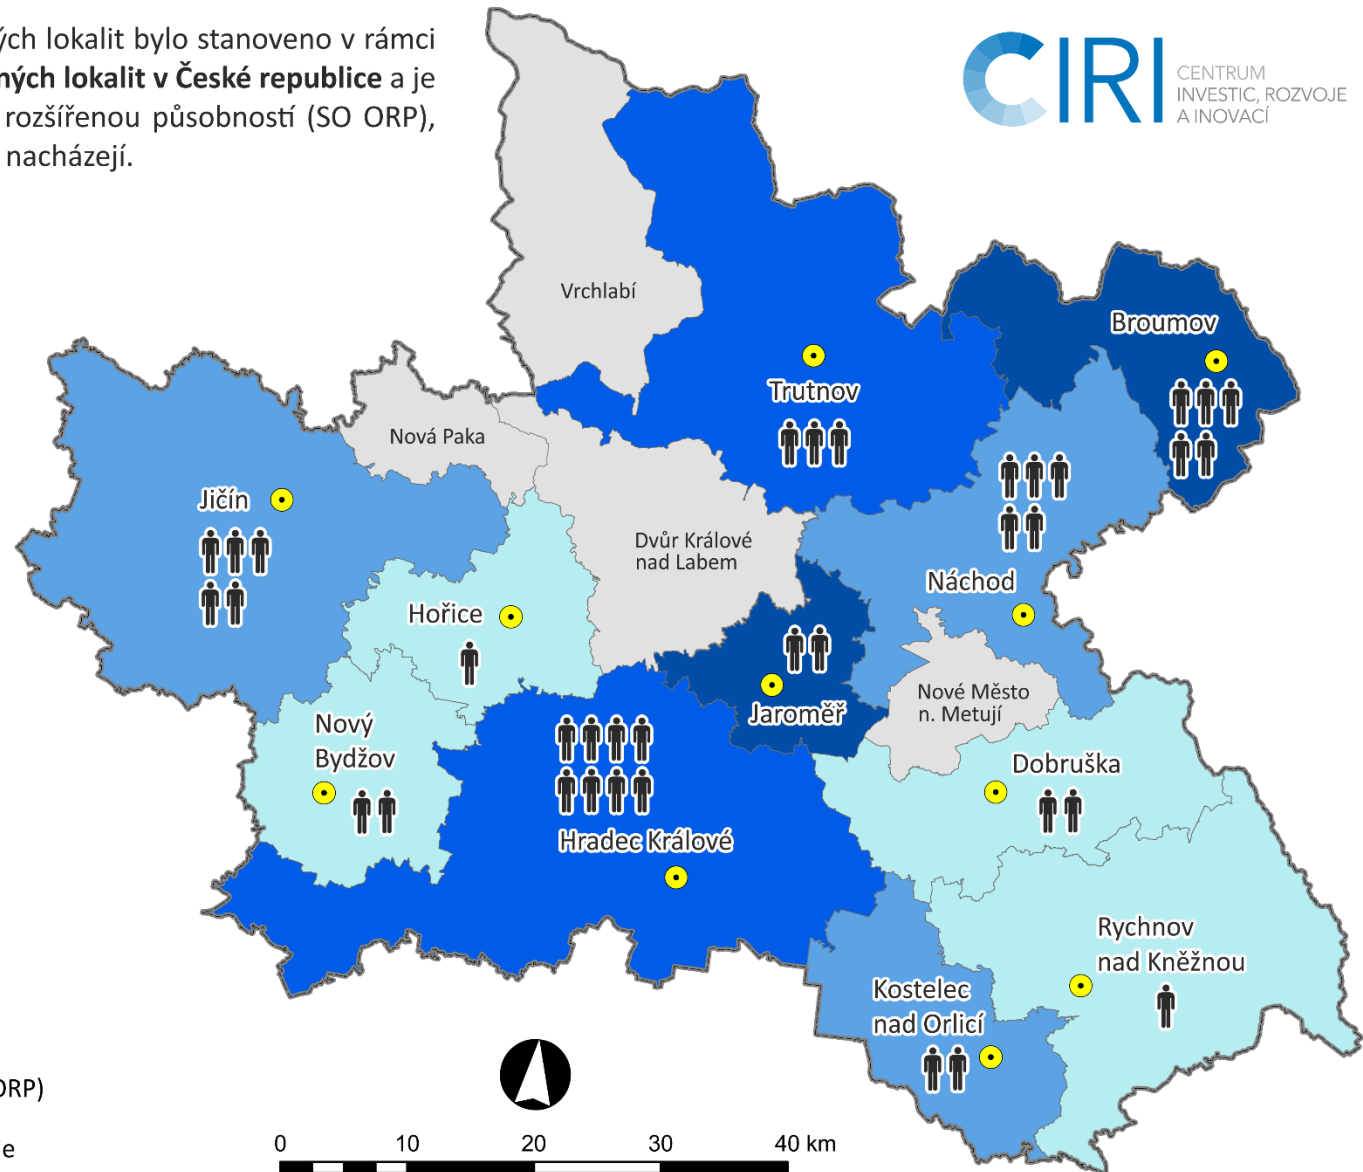 ých lokalit bylo stanoveno v rámci
ných lokalit v České republice a je
rozšířenou působností (SO ORP),
nacházejí.
CIRI
CENTRUM
INVESTIC, ROZVOJE
A INOVACÍ
Vrchlabí
Broumov
Trutnov
Nová Paka
Jičín
Dvůr Králové
nad Labem
Náchod
Hořice
Nové Město
n. Metují
Jaroměř
Nový
Bydžov
Dobruška
Hradec Králové
Rychnov
nad Kněžnou
Kostelec
nad Orlicí
ORP)
e
0 10 20 30 40 km